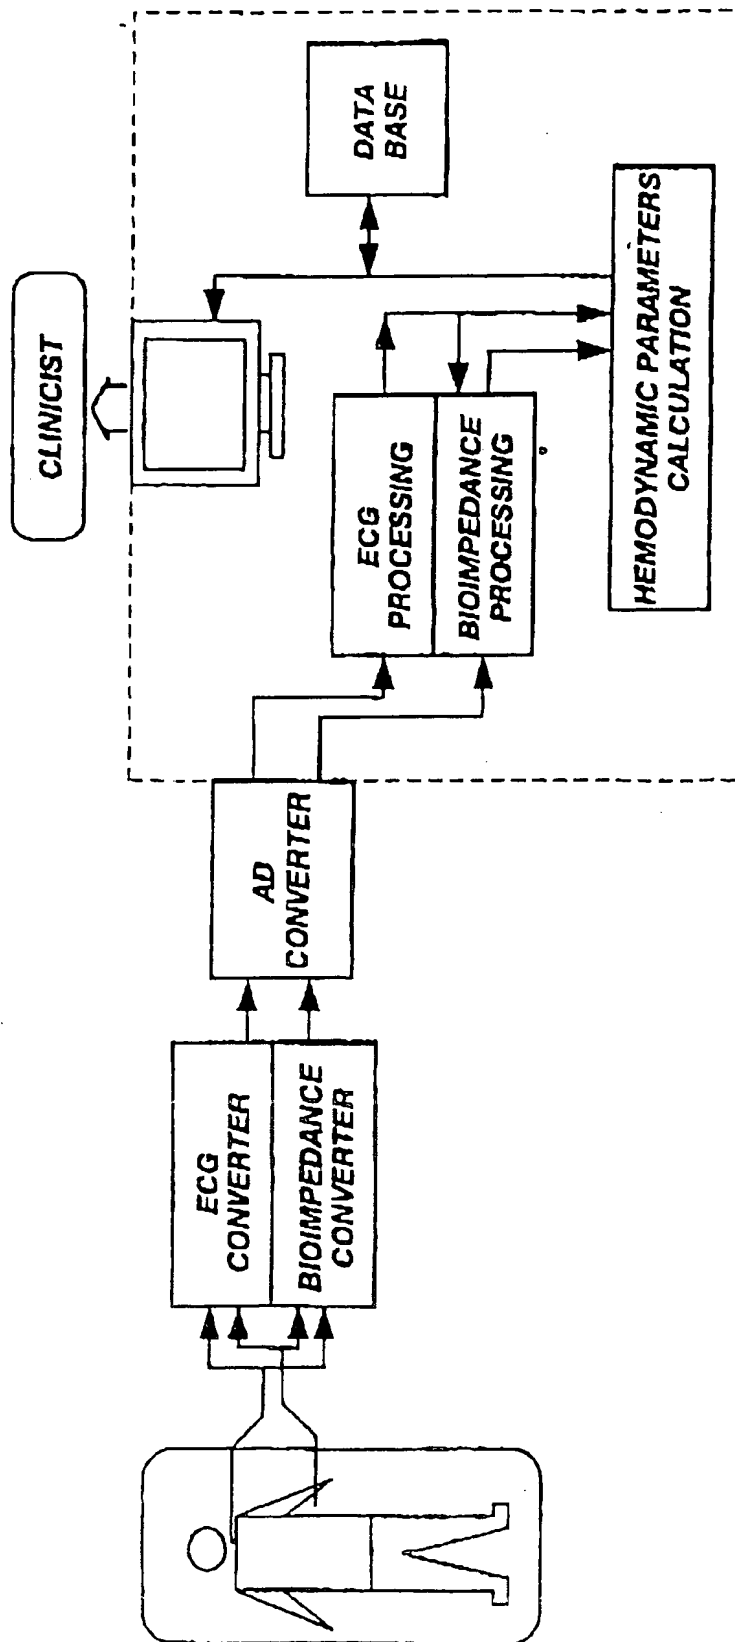 CLINICIST
DATA
BASE
ECG
PROCESSING
BIOIMPEDANCE
PROCESSING
HEMODYNAMIC PARAMETERS
CALCULATION
AD
CONVERTER
ECG
CONVERTER
BIOIMPEDANCE
CONVERTER